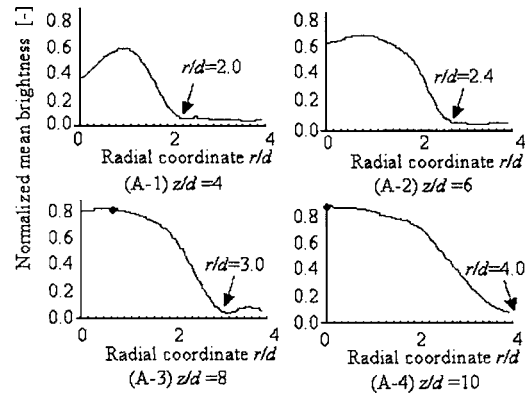 Normalized mean brightness [-]
0.8
0.6
0.4
0.2
0.0
r/d=2.0
0 2 4
Radial coordinate r/d
(A-1) z/d =4
0.8
0.6
0.4
0.2
0.0
r/d=2.4
0 2 4
Radial coordinate r/d
(A-2) z/d =6
0.8
0.6
0.4
0.2
0.0
r/d=3.0
0 2 4
Radial coordinate r/d
(A-3) z/d =8
0.8
0.6
0.4
0.2
0.0
r/d=4.0
0 2 4
Radial coordinate r/d
(A-4) z/d =10